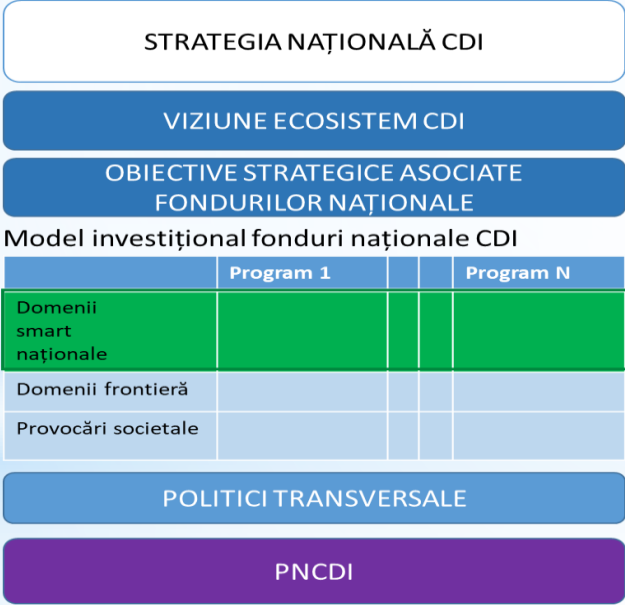 STRATEGIA NAȚIONALĂ CDI
VIZIUNE ECOSISTEM CDI
OBIECTIVE STRATEGICE ASOCIATE
FONDURILOR NAȚIONALE
Model investițional fonduri naționale CDI
Program 1 Program N
Domenii
smart
naționale
Domenii frontieră
Provocări societale
POLITICI TRANSVERSALE
PNCDI